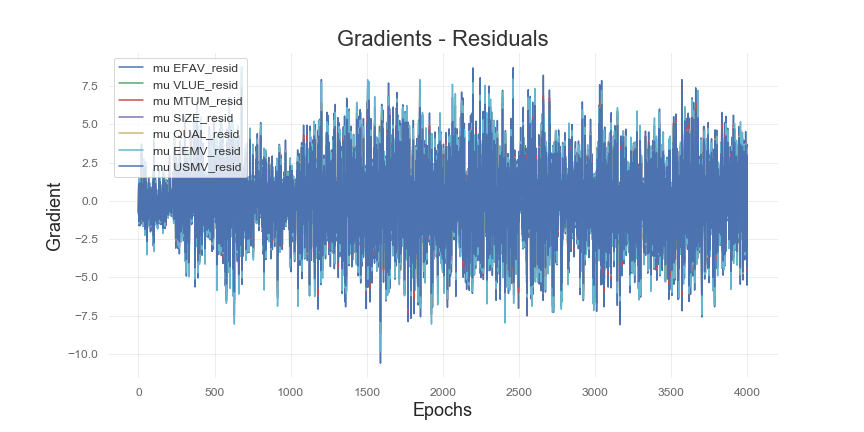 Gradients - Residuals
mu EFAV_resid
mu VLUE_resid
mu MTUM_resid
mu SIZE_resid
mu QUAL_resid
mu EEMV_resid
mu USMV_resid
Gradient
7.5
5.0
2.5
0.0
−2.5
−5.0
−7.5
−10.0
0 500 1000 1500 2000 2500 3000 3500 4000
Epochs